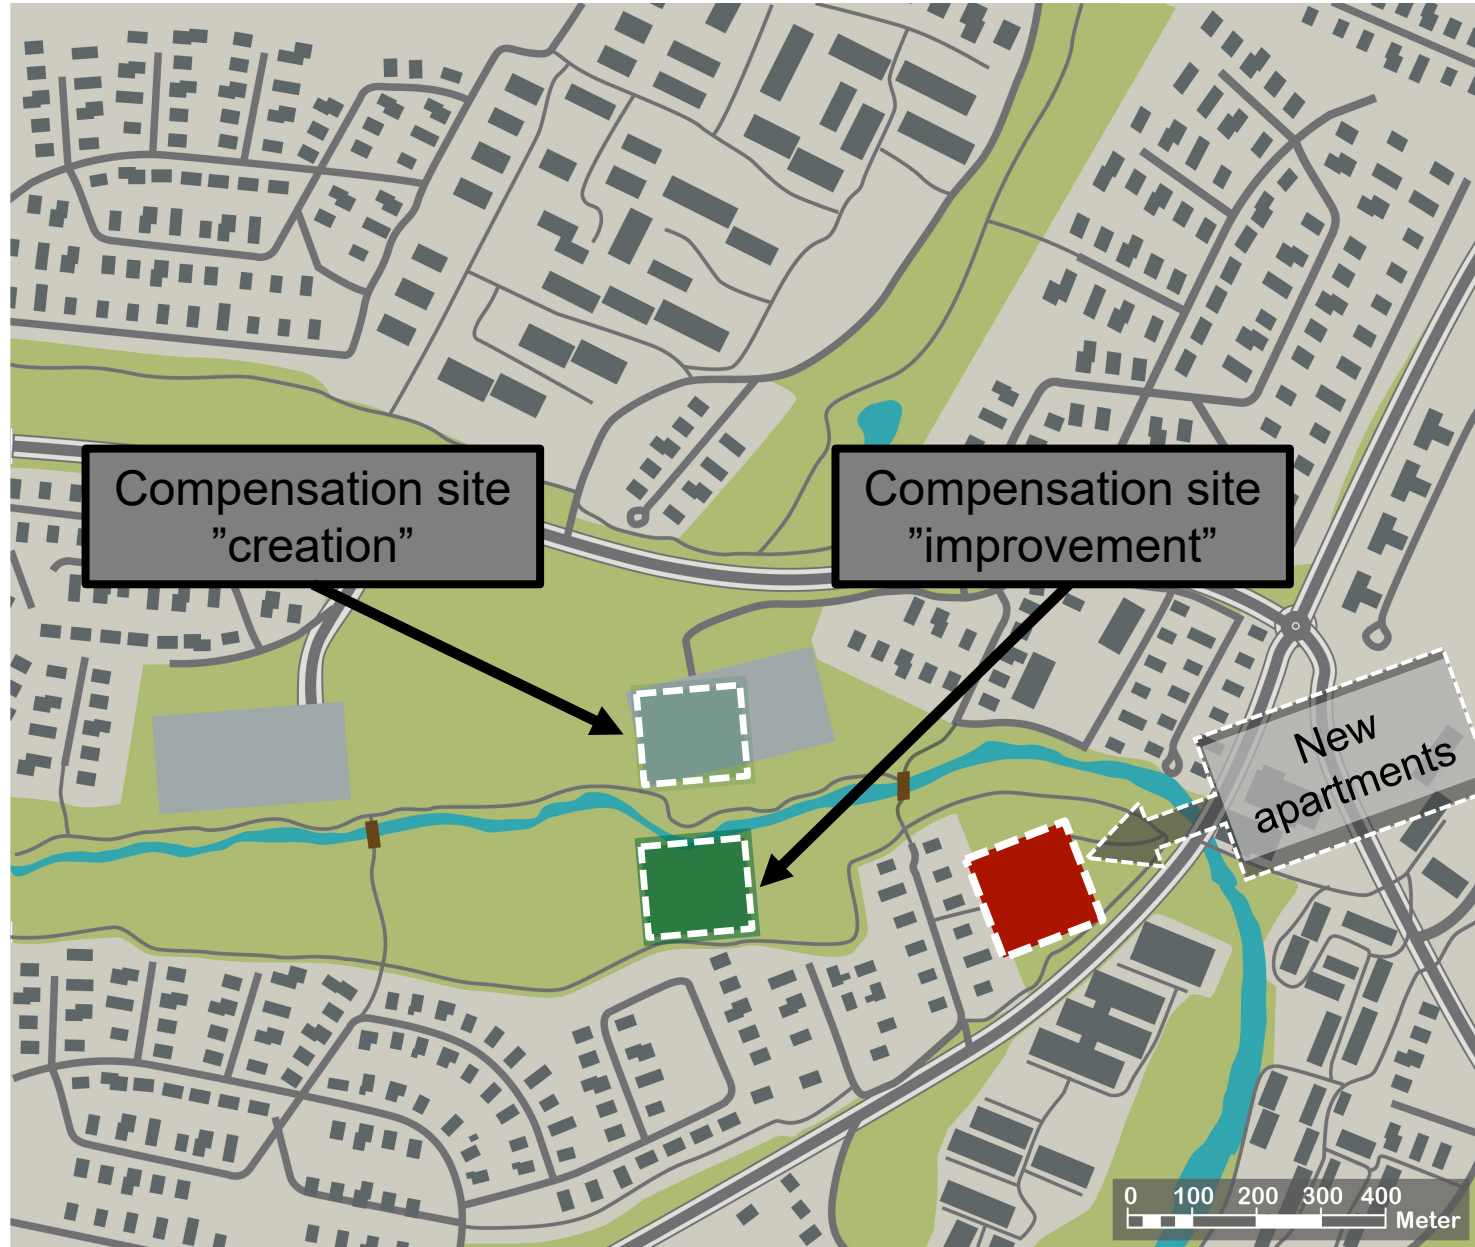 Compensation site
”creation”
Compensation site
”improvement”
New
apartments
0 100 200 300 400
Meter